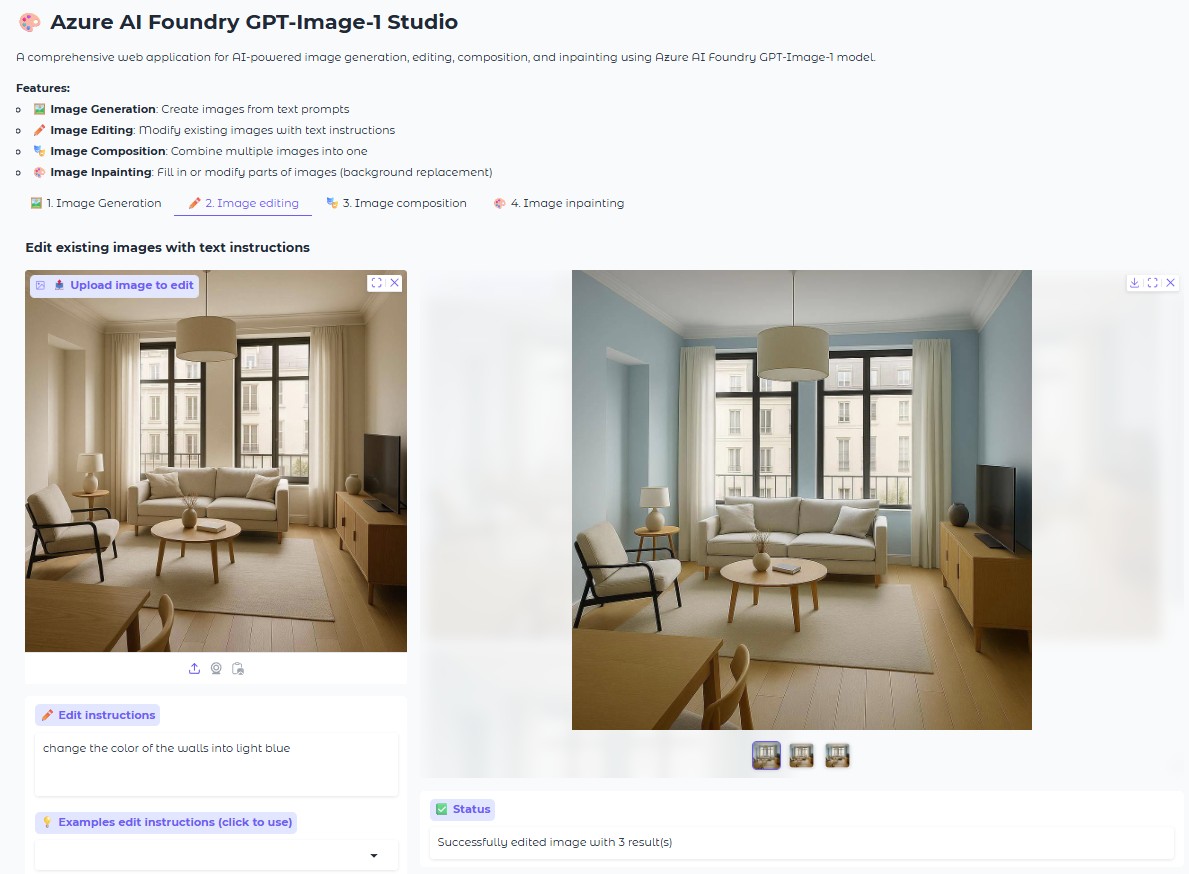 Azure AI Foundry GPT-Image-1 Studio
A comprehensive web application for AI-powered image generation, editing, composition, and inpainting using Azure AI Foundry GPT-Image-1 model.
Features:
Image Generation: Create images from text prompts
Image Editing: Modify existing images with text instructions
Image Composition: Combine multiple images into one
Image Inpainting: Fill in or modify parts of images (background replacement)
1. Image Generation 2. Image editing 3. Image composition 4. Image inpainting
Edit existing images with text instructions
Upload image to edit
Edit instructions
change the color of the walls into light blue
Examples edit instructions (click to use)
Status
Successfully edited image with 3 result(s)